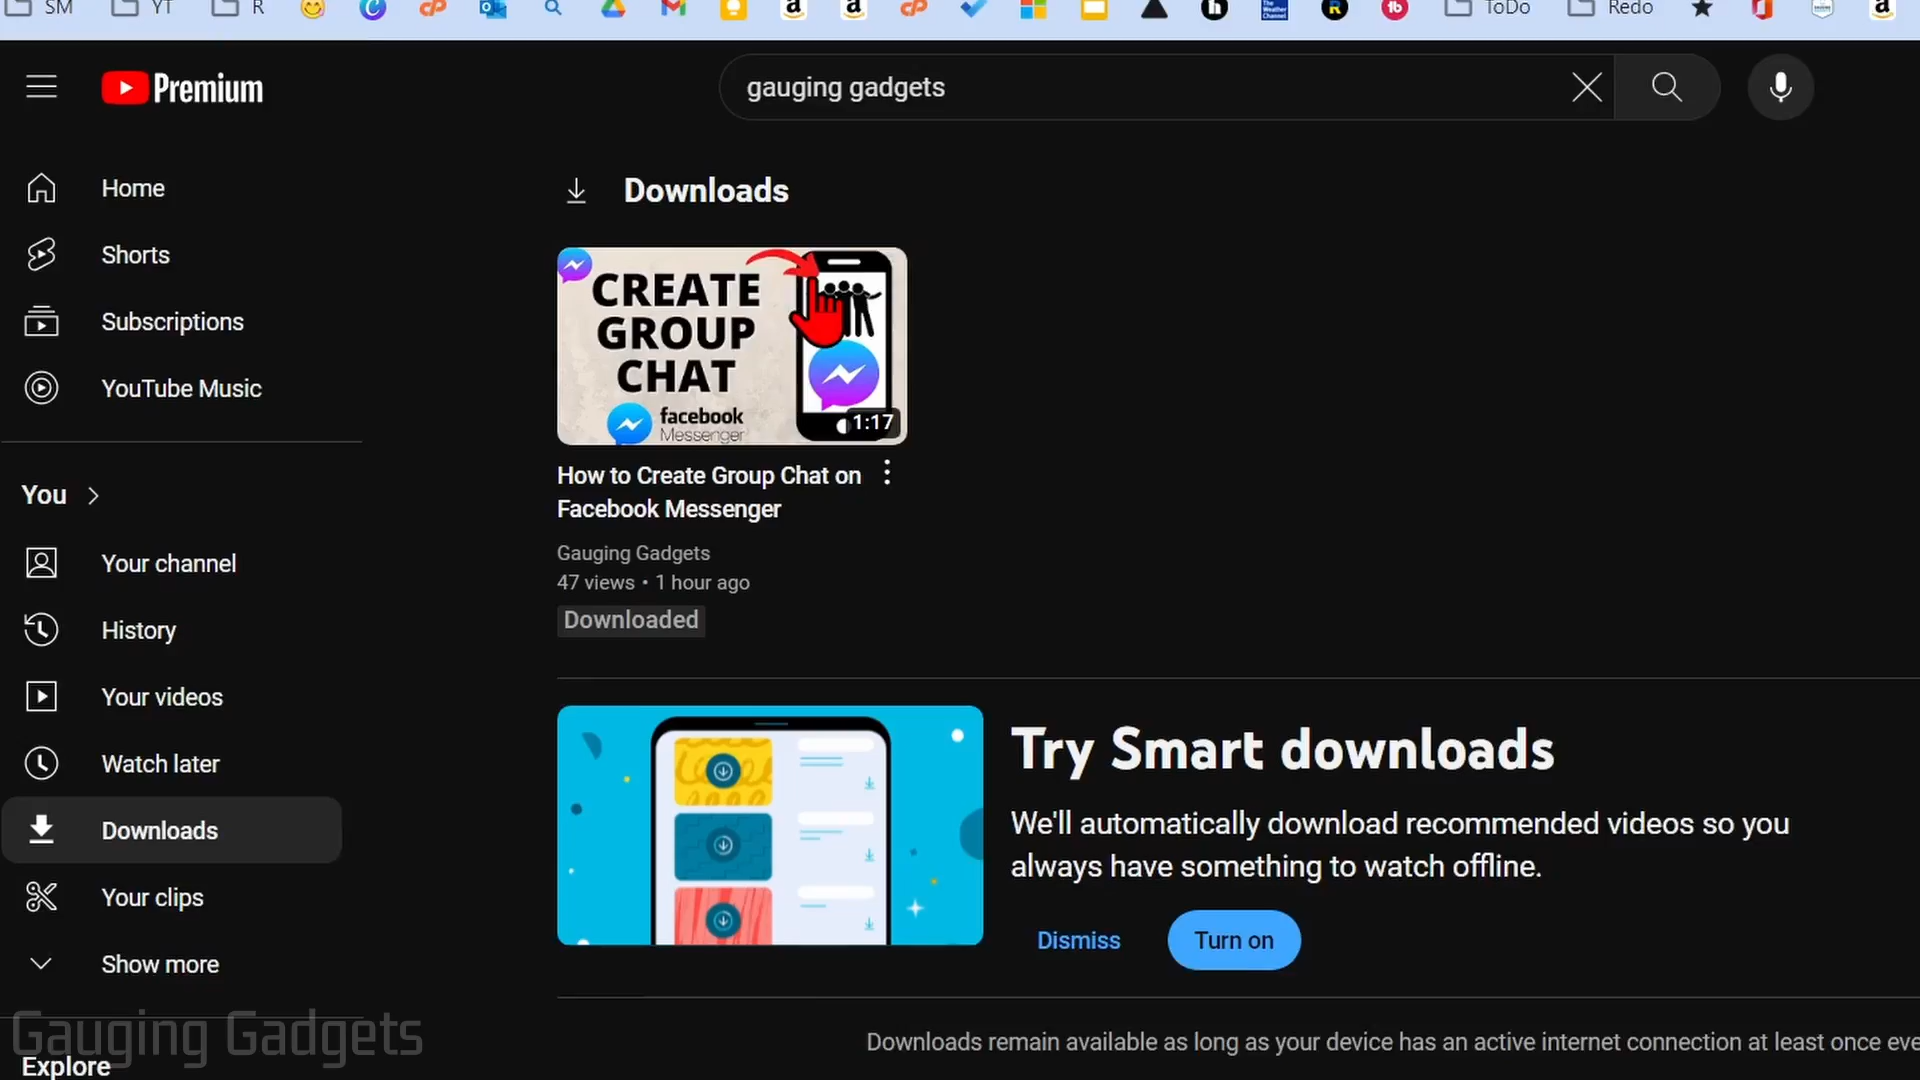 SM
YT
R
ToDo
Redo
Premium
gauging gadgets
Home
Shorts
Subscriptions
YouTube Music
You
Your channel
History
Your videos
Watch later
Downloads
Your clips
Show more
Explore
Downloads
CREATE
GROUP
CHAT
facebook
Messenger
1:17
How to Create Group Chat on
Facebook Messenger
Gauging Gadgets
47 views • 1 hour ago
Downloaded
Try Smart downloads
We'll automatically download recommended videos so you
always have something to watch offline.
Dismiss
Turn on
Downloads remain available as long as your device has an active internet connection at least once eve
Gauging Gadgets